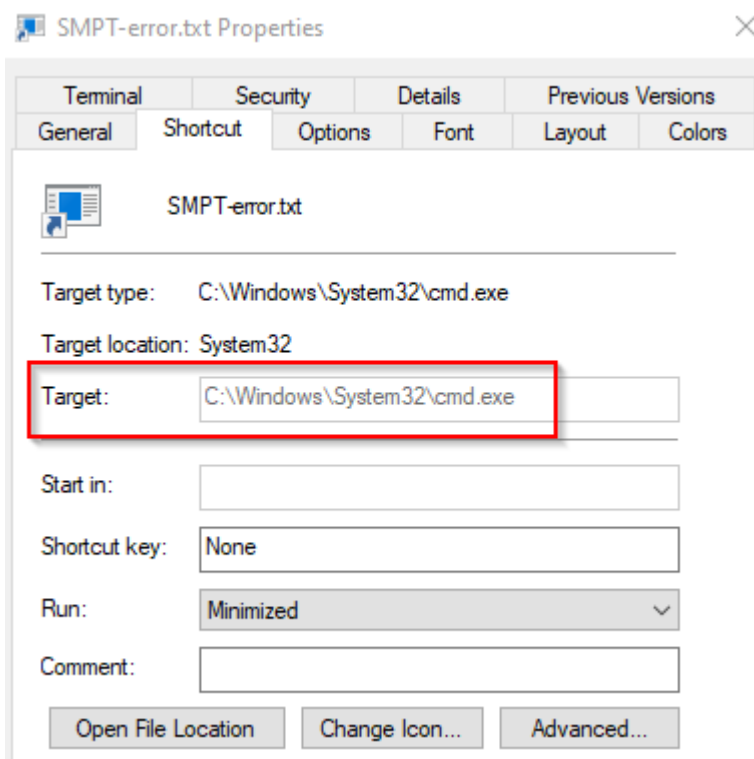 SMPT-error.txt Properties
Terminal Security Details Previous Versions
General Shortcut Options Font Layout Colors
SMPT-error.txt
Target type: C:\Windows\System32\cmd.exe
Target location: System32
Target: C:\Windows\System32\cmd.exe
Start in:
Shortcut key: None
Run: Minimized
Comment:
Open File Location Change Icon... Advanced...